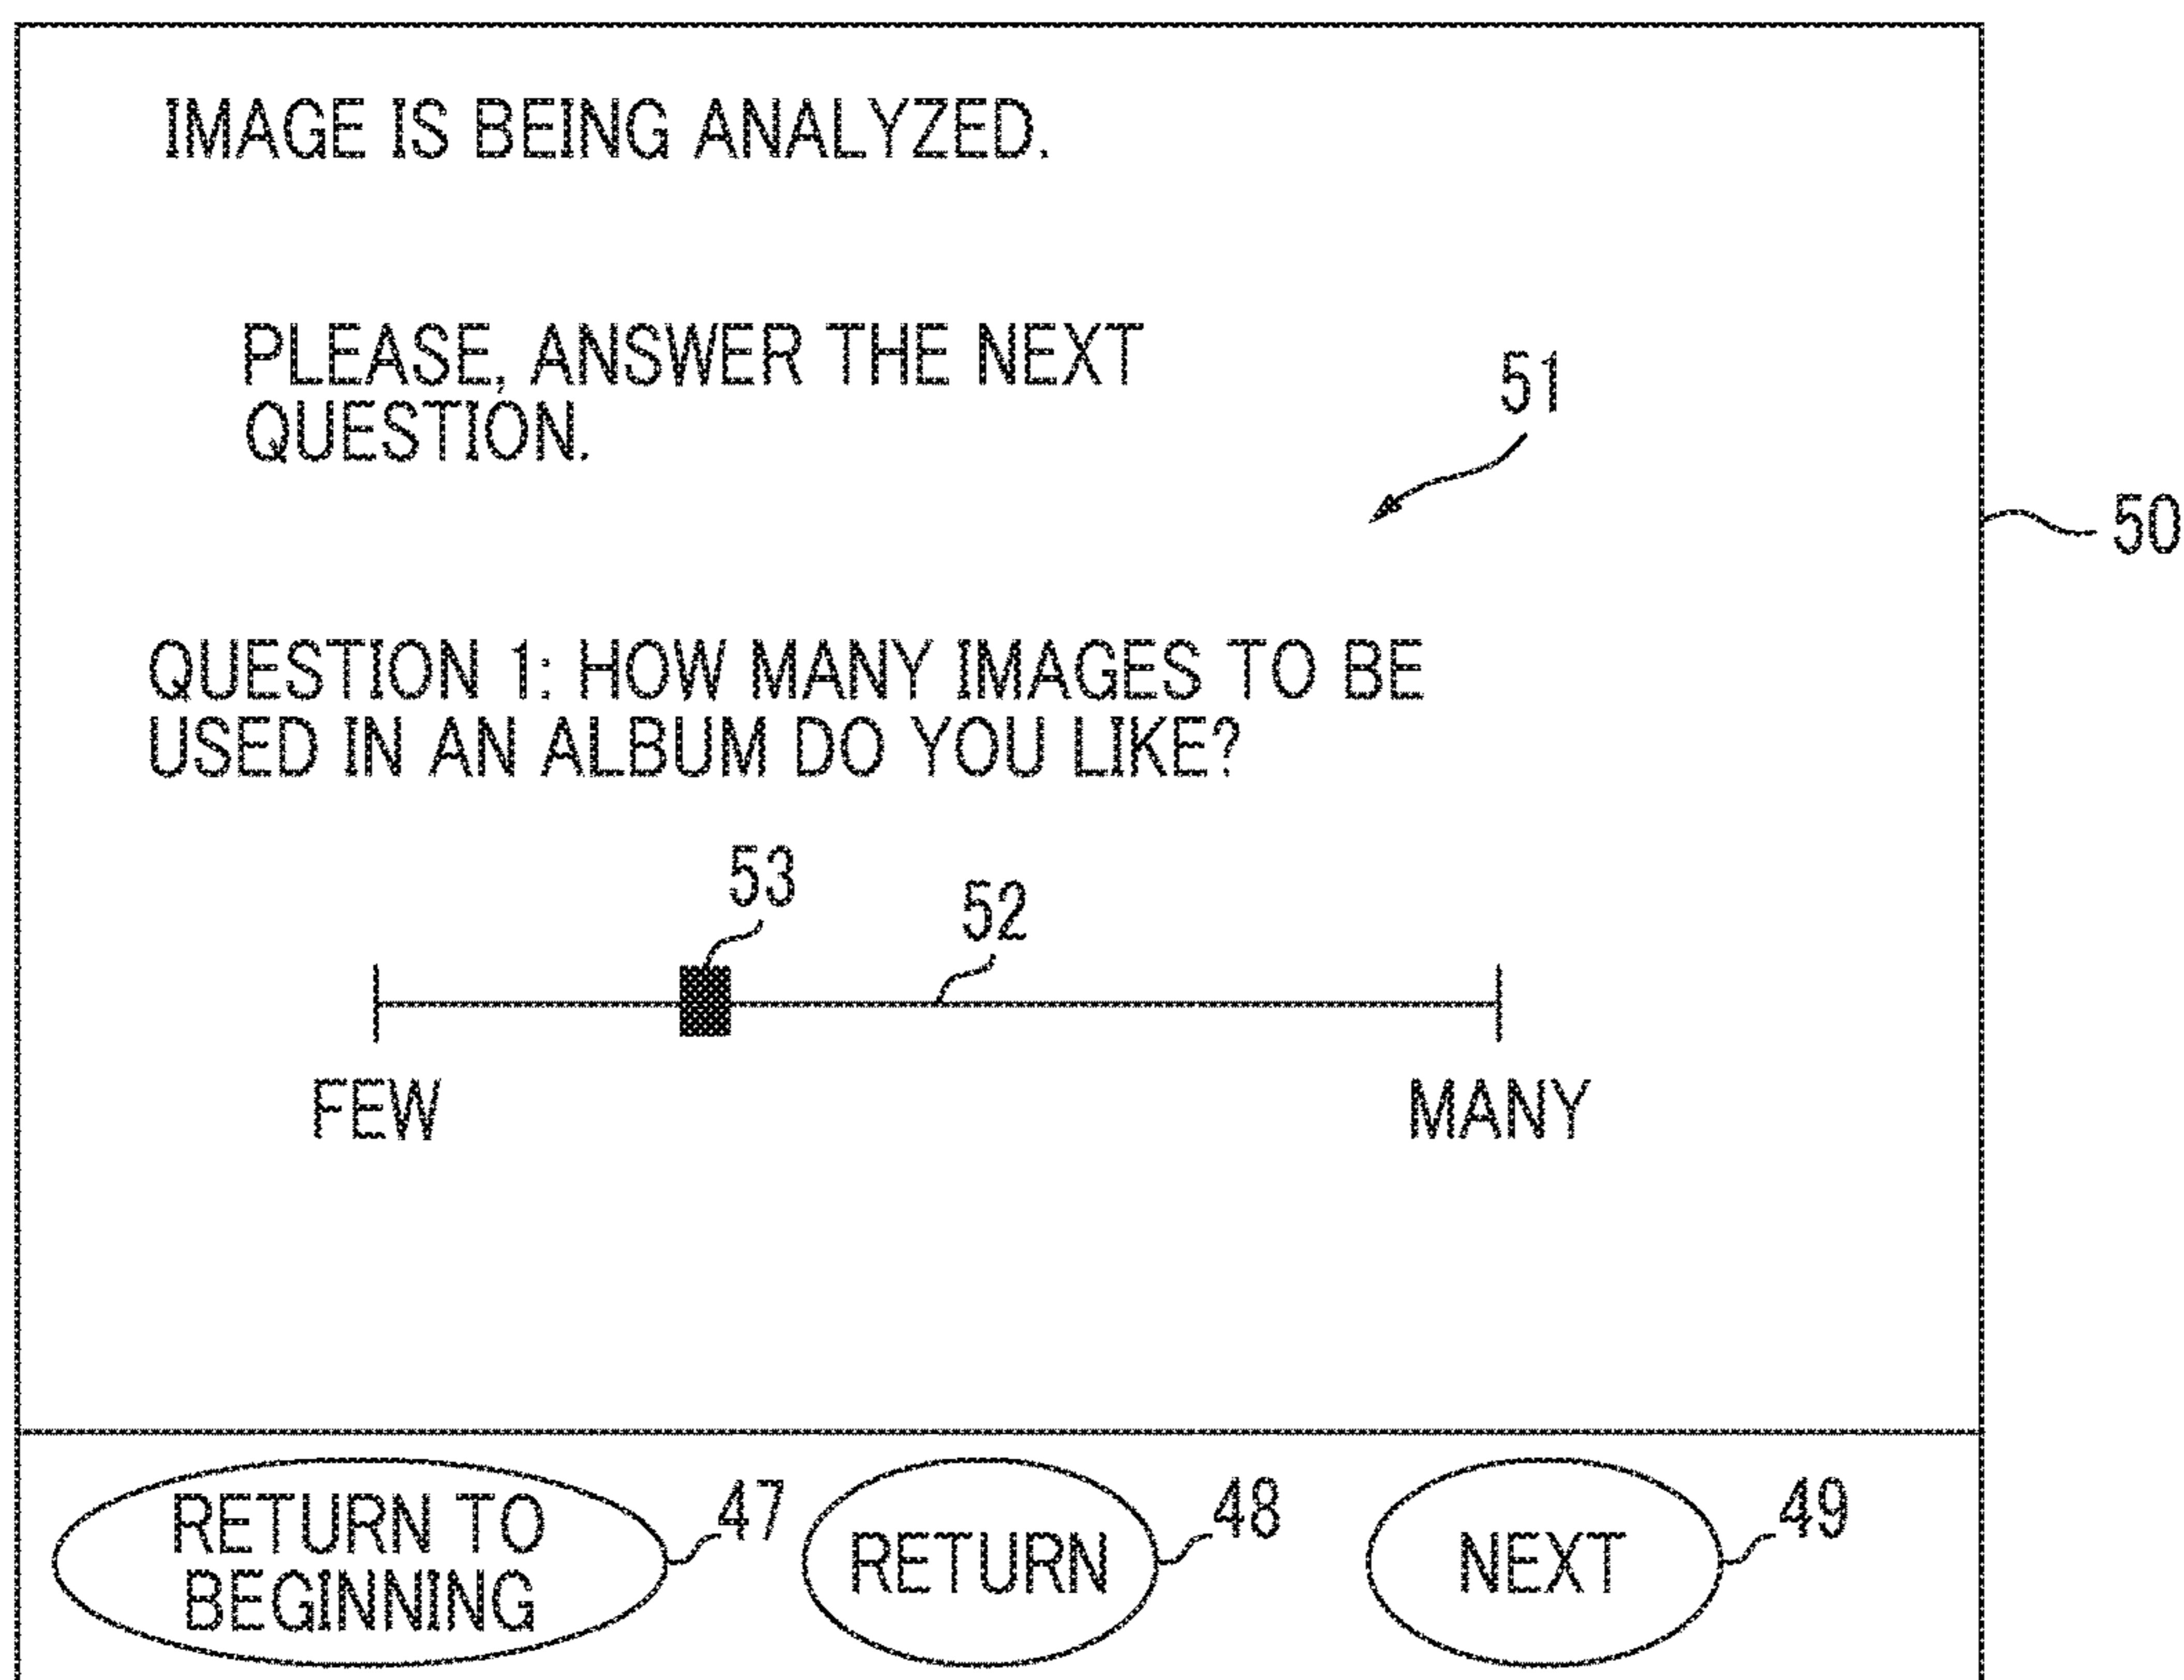 IMAGE IS BEING ANALYZED.
PLEASE, ANSWER THE NEXT
QUESTION.
51
50
QUESTION 1: HOW MANY IMAGES TO BE
USED IN AN ALBUM DO YOU LIKE?
53
52
FEW
MANY
RETURN TO
BEGINNING
47
RETURN
48
NEXT
49